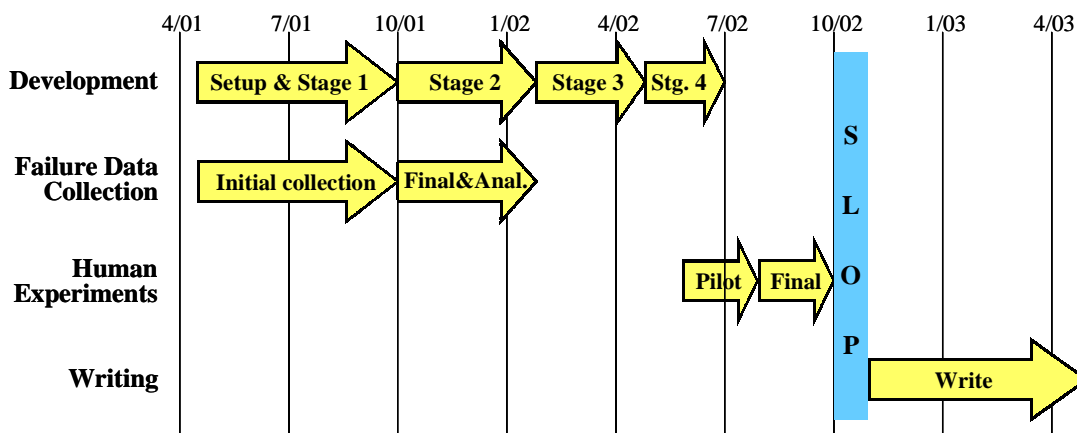 4/01 7/01 10/01 1/02 4/02 7/02 10/02 1/03 4/03
Development
Setup & Stage 1
Stage 2
Stage 3
Stg. 4
Failure Data
Collection
Initial collection
Final&Anal.
Human
Experiments
Pilot
Final
S
L
O
P
Writing
Write